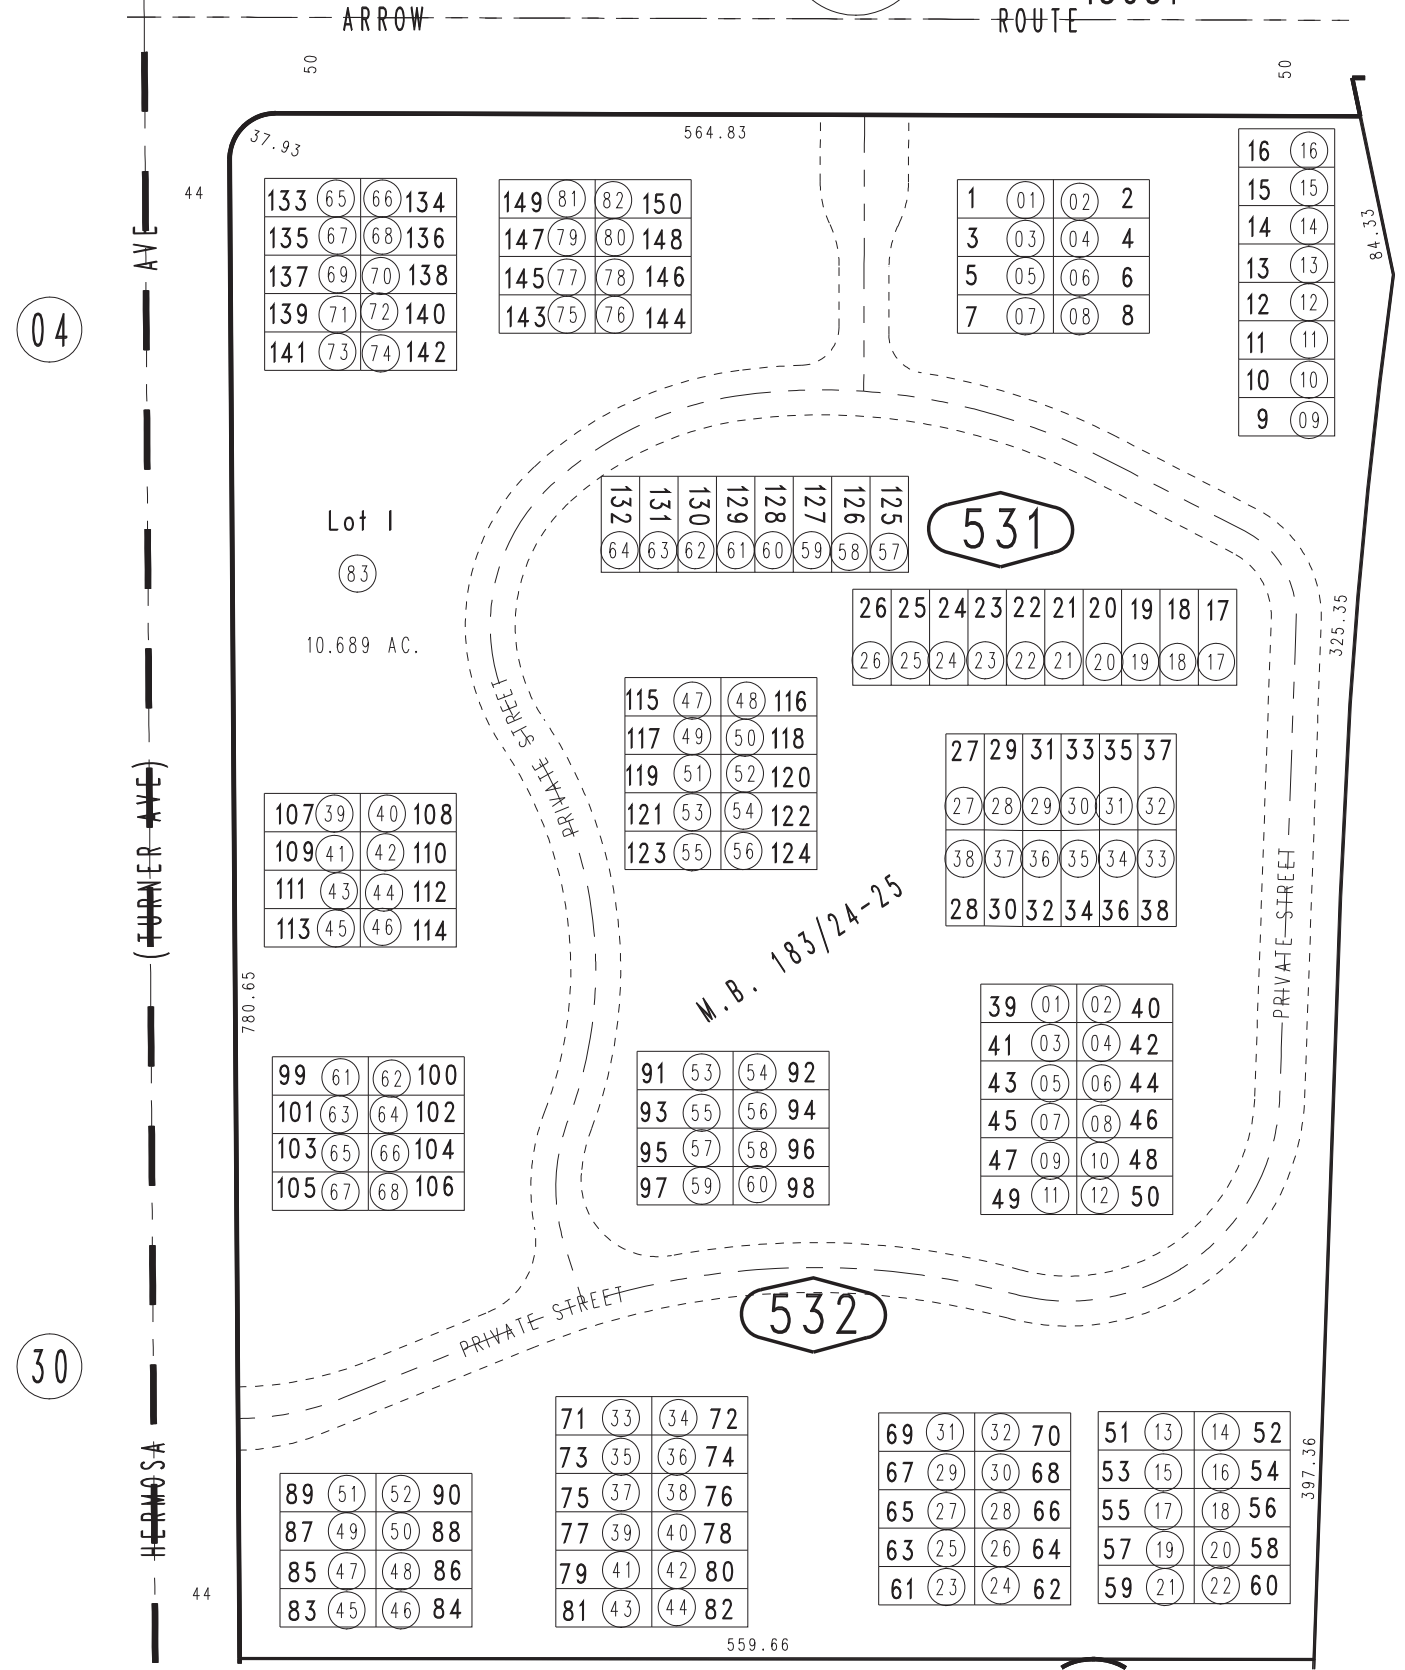 ARROW ROUTE
50 50
37.93 564.83
44
16 16
15 15
14 14
13 13
12 12
11 11
10 10
9 09
84.33
133 65 66 134
135 67 68 136
137 69 70 138
139 71 72 140
141 73 74 142
149 81 82 150
147 79 80 148
145 77 78 146
143 75 76 144
1 01 02 2
3 03 04 4
5 05 06 6
7 07 08 8
AVE
04
132 131 130 129 128 127 126 125
64 63 62 61 60 59 58 57
531
Lot 1
83
10.689 AC.
26 25 24 23 22 21 20 19 18 17
26 25 24 23 22 21 20 19 18 17
325.35
PRIVATE STREET
115 47 48 116
117 49 50 118
119 51 52 120
121 53 54 122
123 55 56 124
27 29 31 33 35 37
27 28 29 30 31 32
38 37 36 35 34 33
28 30 32 34 36 38
(TURNER AVE)
107 39 40 108
109 41 42 110
111 43 44 112
113 45 46 114
M.B. 183/24-25
PRIVATE STREET
780.65
39 01 02 40
41 03 04 42
43 05 06 44
45 07 08 46
47 09 10 48
49 11 12 50
99 61 62 100
101 63 64 102
103 65 66 104
105 67 68 106
91 53 54 92
93 55 56 94
95 57 58 96
97 59 60 98
PRIVATE STREET
532
30
HERMOSA
71 33 34 72
73 35 36 74
75 37 38 76
77 39 40 78
79 41 42 80
81 43 44 82
69 31 32 70
67 29 30 68
65 27 28 66
63 25 26 64
61 23 24 62
51 13 14 52
53 15 16 54
55 17 18 56
57 19 20 58
59 21 22 60
397.36
89 51 52 90
87 49 50 88
85 47 48 86
83 45 46 84
44
559.66